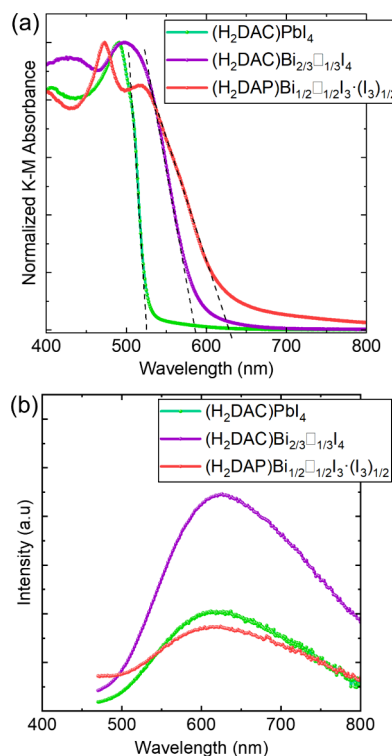 (a)
(H₂DAC)PbI₄
(H₂DAC)Bi₂/₃□₁/₃I₄
(H₂DAP)Bi₁/₂□₁/₂I₃·(I₃)₁/₂
Normalized K-M Absorbance
400 500 600 700 800
Wavelength (nm)
(b)
(H₂DAC)PbI₄
(H₂DAC)Bi₂/₃□₁/₃I₄
(H₂DAP)Bi₁/₂□₁/₂I₃·(I₃)₁/₂
Intensity (a.u)
400 500 600 700 800
Wavelength (nm)